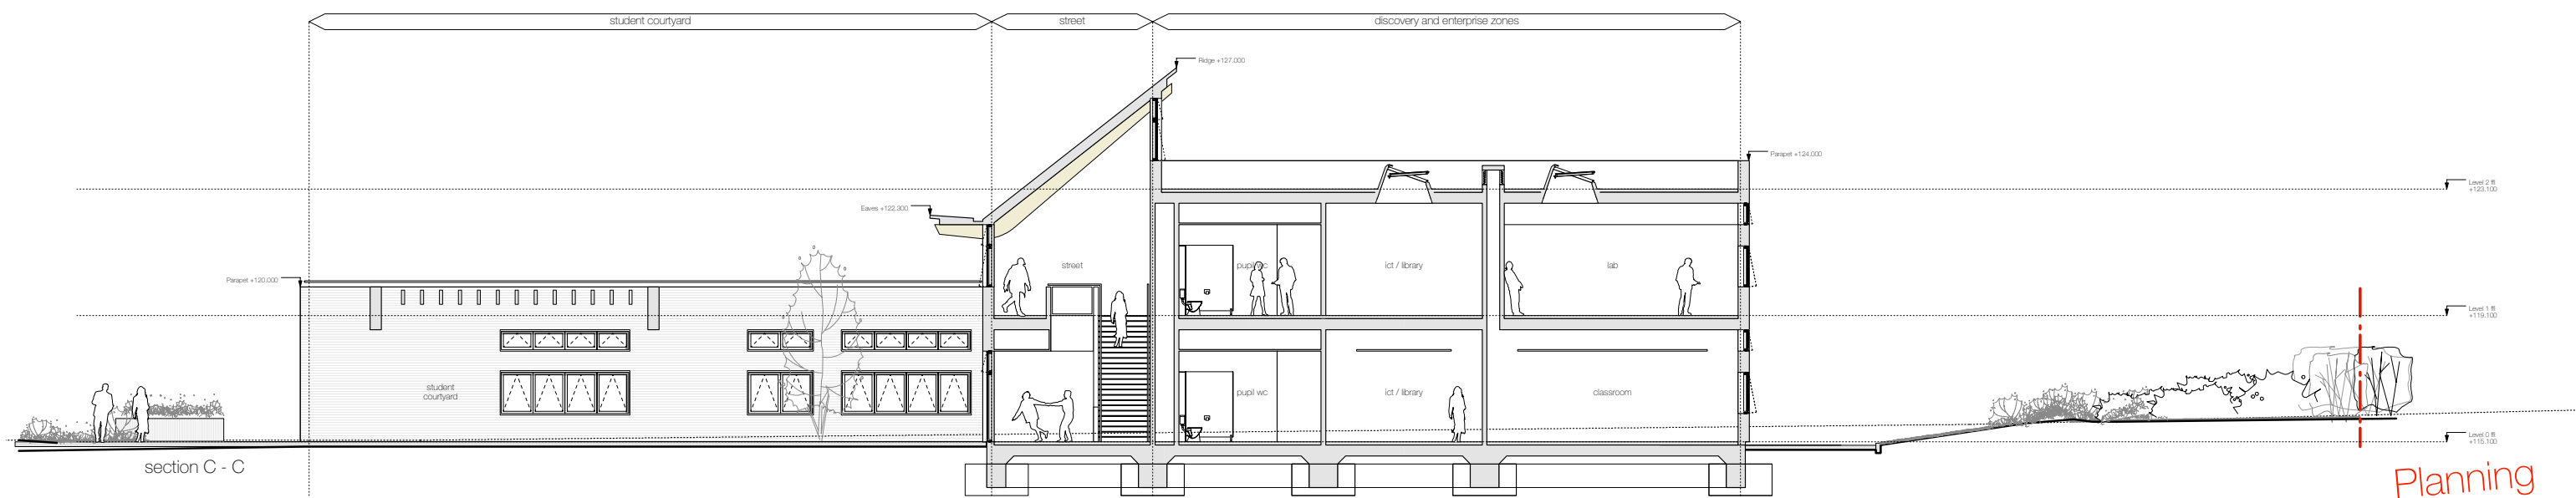 student courtyard
street
discovery and enterprise zones
Ridge +127.000
Parapet +124.000
Level 2 ffl
+123.100
Eaves +122.300
street
pupil wc
ict / library
lab
Parapet +120.000
Level 1 ffl
+119.100
student
courtyard
pupil wc
ict / library
classroom
Level 0 ffl
+115.100
section C - C
Planning